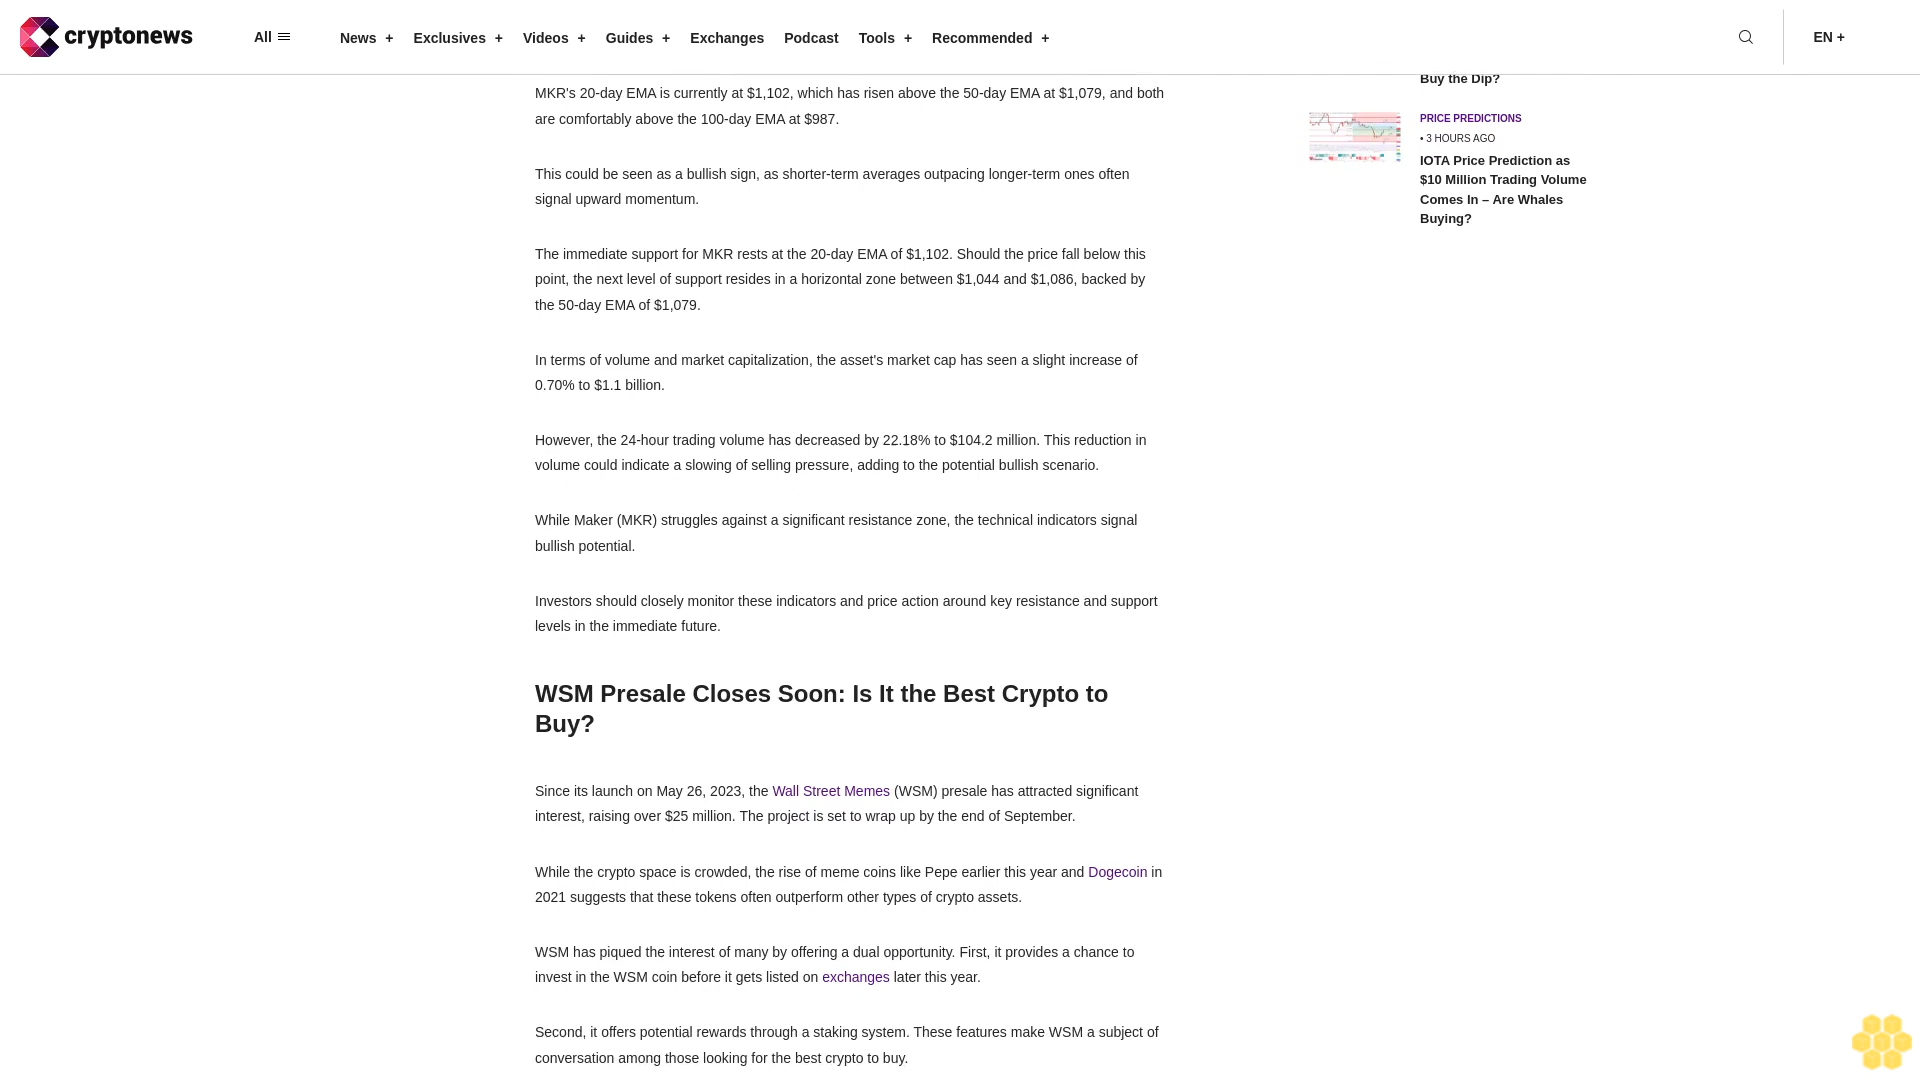 cryptonews
All
News +
Exclusives +
Videos +
Guides +
Exchanges
Podcast
Tools +
Recommended +
EN +
MKR's 20-day EMA is currently at $1,102, which has risen above the 50-day EMA at $1,079, and both
are comfortably above the 100-day EMA at $987.
This could be seen as a bullish sign, as shorter-term averages outpacing longer-term ones often
signal upward momentum.
The immediate support for MKR rests at the 20-day EMA of $1,102. Should the price fall below this
point, the next level of support resides in a horizontal zone between $1,044 and $1,086, backed by
the 50-day EMA of $1,079.
In terms of volume and market capitalization, the asset's market cap has seen a slight increase of
0.70% to $1.1 billion.
However, the 24-hour trading volume has decreased by 22.18% to $104.2 million. This reduction in
volume could indicate a slowing of selling pressure, adding to the potential bullish scenario.
While Maker (MKR) struggles against a significant resistance zone, the technical indicators signal
bullish potential.
Investors should closely monitor these indicators and price action around key resistance and support
levels in the immediate future.
WSM Presale Closes Soon: Is It the Best Crypto to
Buy?
Since its launch on May 26, 2023, the Wall Street Memes (WSM) presale has attracted significant
interest, raising over $25 million. The project is set to wrap up by the end of September.
While the crypto space is crowded, the rise of meme coins like Pepe earlier this year and Dogecoin in
2021 suggests that these tokens often outperform other types of crypto assets.
WSM has piqued the interest of many by offering a dual opportunity. First, it provides a chance to
invest in the WSM coin before it gets listed on exchanges later this year.
Second, it offers potential rewards through a staking system. These features make WSM a subject of
conversation among those looking for the best crypto to buy.
Buy the Dip?
PRICE PREDICTIONS
• 3 HOURS AGO
IOTA Price Prediction as
$10 Million Trading Volume
Comes In – Are Whales
Buying?